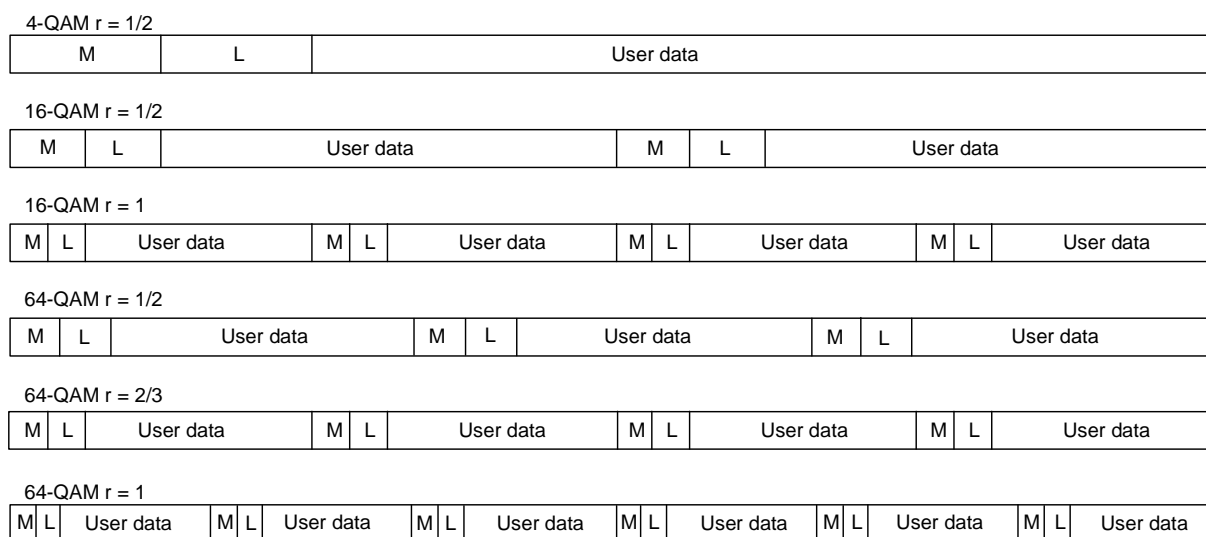 4-QAM r = 1/2
M L User data
16-QAM r = 1/2
M L User data M L User data
16-QAM r = 1
M L User data M L User data M L User data M L User data
64-QAM r = 1/2
M L User data M L User data M L User data
64-QAM r = 2/3
M L User data M L User data M L User data M L User data
64-QAM r = 1
M L User data M L User data M L User data M L User data M L User data M L User data